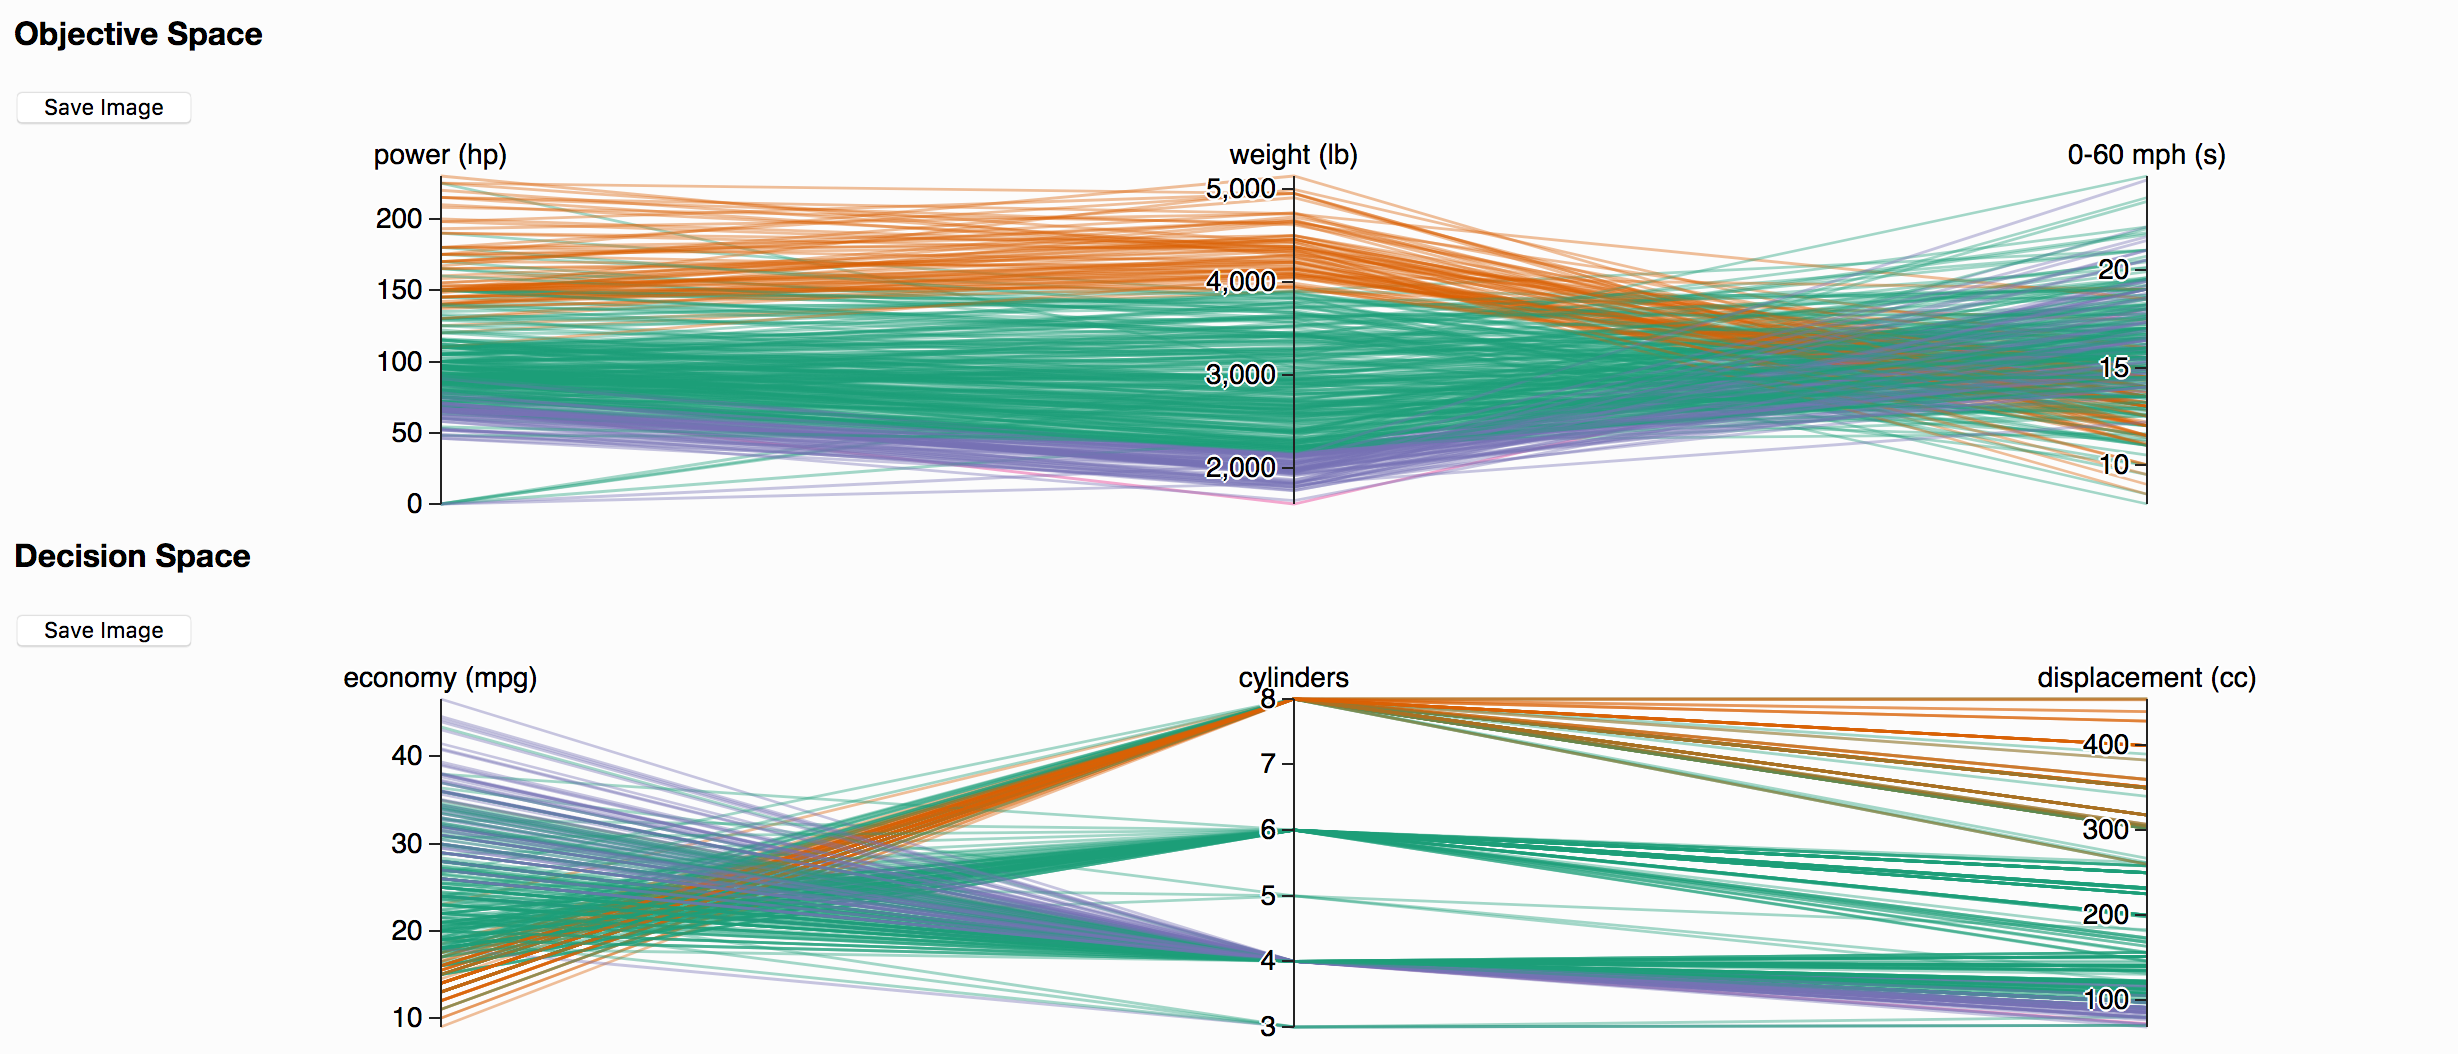 Objective Space
Save Image
power (hp)
weight (lb)
0-60 mph (s)
200
150
100
50
0
5,000
4,000
3,000
2,000
20
15
10
Decision Space
Save Image
economy (mpg)
cylinders
displacement (cc)
40
30
20
10
8
7
6
5
4
3
400
300
200
100